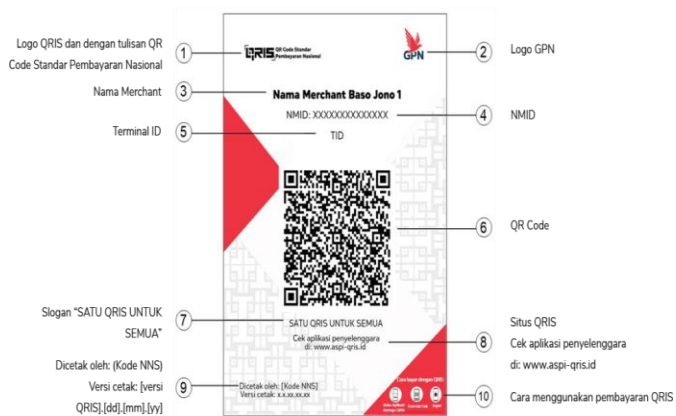 Logo QRIS dan dengan tulisan QR
Code Standar Pembayaran Nasional
1
QRIS QR Code Standar
Pembayaran Nasional
GPN
2
Logo GPN
Nama Merchant
3
Nama Merchant Baso Jono 1
NMID: XXXXXXXXXXXXXX
4
NMID
Terminal ID
5
TID
6
QR Code
Slogan "SATU QRIS UNTUK
SEMUA"
7
SATU QRIS UNTUK SEMUA
Cek aplikasi penyelenggara
di: www.aspi-qris.id
8
Situs QRIS
Cek aplikasi penyelenggara
di: www.aspi-qris.id
Dicetak oleh: (Kode NNS)
Versi cetak: [versi
QRIS].[dd].[mm].[yy]
9
Dicetak oleh: [Kode NNS]
Versi cetak: x.x.xx.xx.xx
Cara bayar dengan QRIS
10
Cara menggunakan pembayaran QRIS